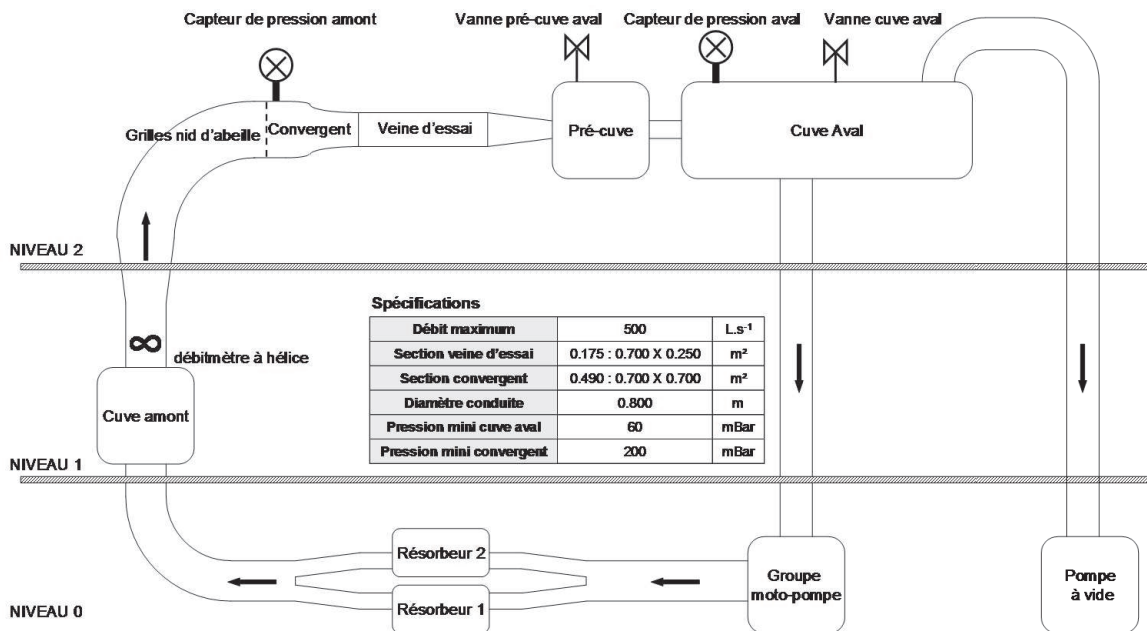 Capteur de pression amont
Vanne pré-cuve aval
Capteur de pression aval
Vanne cuve aval
Grilles nid d'abeille
Convergent
Veine d'essai
Pré-cuve
Cuve Aval
NIVEAU 2
débitmètre à hélice
Cuve amont
Spécifications
Débit maximum 500 L.s⁻¹
Section veine d'essai 0.175 : 0.700 X 0.250 m²
Section convergent 0.490 : 0.700 X 0.700 m²
Diamètre conduite 0.800 m
Pression mini cuve aval 60 mBar
Pression mini convergent 200 mBar
NIVEAU 1
Résorbeur 2
Résorbeur 1
Groupe
moto-pompe
Pompe
à vide
NIVEAU 0